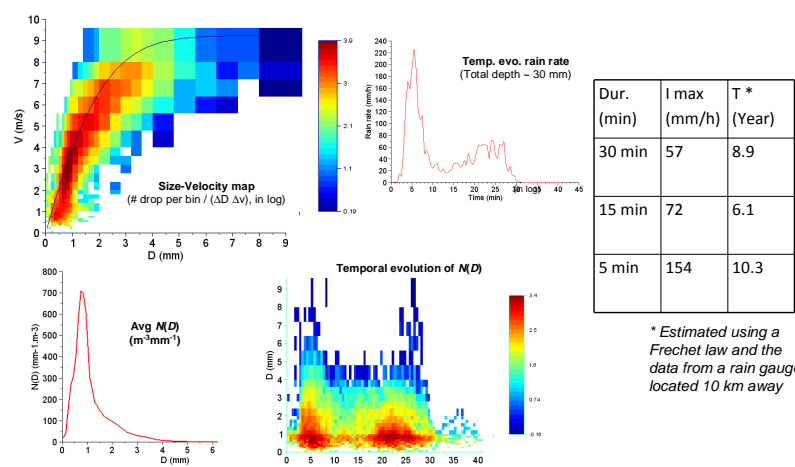 10
9
8
7
6
5
4
3
2
1
0
V (m/s)
0 1 2 3 4 5 6 7 8 9
D (mm)
Size-Velocity map
(# drop per bin / (ΔD Δv), in log)
3.9
3
2.1
1.1
0.19
240
220
200
180
160
140
120
100
80
60
40
20
0
Rain rate (mm/h)
0 5 10 15 20 25 30 35 40 45
Time (min)
in log)
Temp. evo. rain rate
(Total depth ~ 30 mm)
Dur. (min) I max (mm/h) T * (Year)
30 min 57 8.9
15 min 72 6.1
5 min 154 10.3
* Estimated using a
Frechet law and the
data from a rain gauge
located 10 km away
800
700
600
500
400
300
200
100
0
N(D) (mm-1.m-3)
0 1 2 3 4 5 6
D (mm)
Avg N(D)
(m-3mm-1)
Temporal evolution of N(D)
9
8
7
6
5
4
3
2
1
0
D (mm)
0 5 10 15 20 25 30 35 40
3.4
2.5
1.6
0.74
-0.16